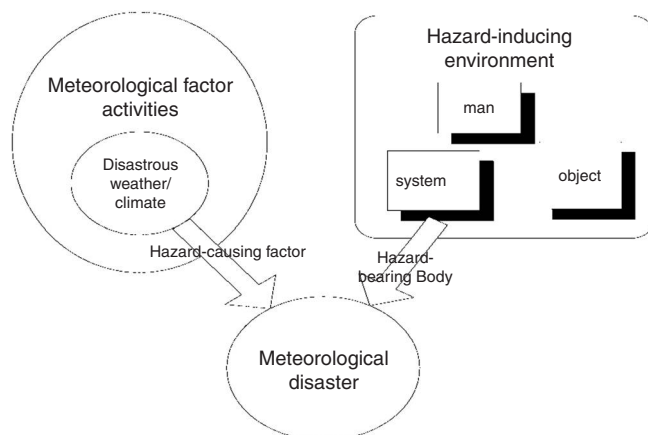 Meteorological factor
activities
Disastrous
weather/
climate
Hazard-causing factor
Hazard-inducing
environment
man
system
object
Hazard-
bearing Body
Meteorological
disaster